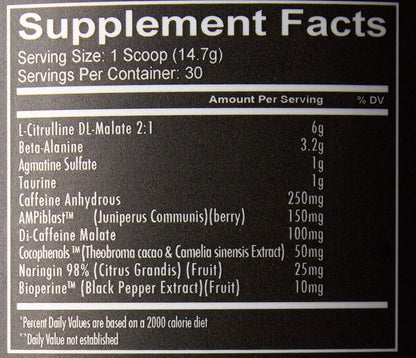 Supplement Facts
Serving Size: 1 Scoop (14.7g)
Servings Per Container: 30
Amount Per Serving % DV
L-Citrulline DL-Malate 2:1 6g
Beta-Alanine 3.2g
Agmatine Sulfate 1g
Taurine 1g
Caffeine Anhydrous 250mg
AMPiblast™ (Juniperus Communis)(berry) 150mg
Di-Caffeine Malate 100mg
Cocophenols™(Theobroma cacao & Camelia sinensis Extract) 50mg
Naringin 98% (Citrus Grandis) (Fruit) 25mg
Bioperine™ (Black Pepper Extract)(Fruit) 10mg
*Percent Daily Values are based on a 2000 calorie diet
**Daily Value not established